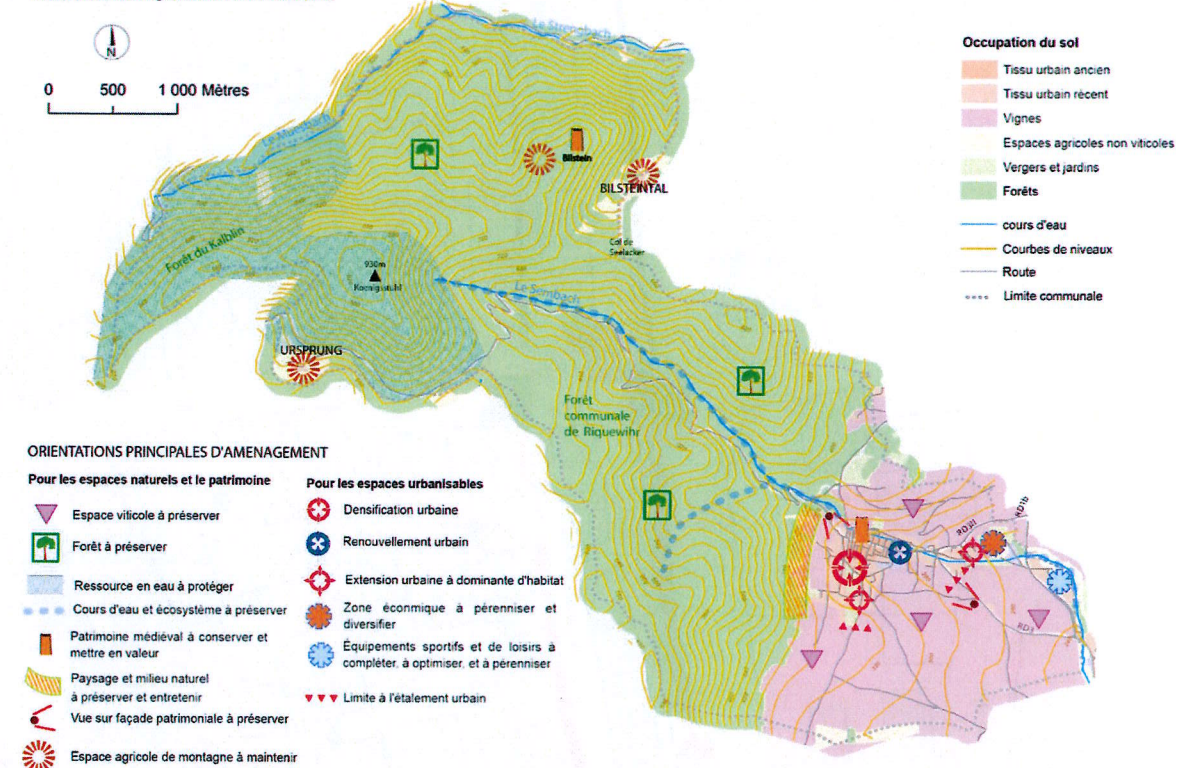 N
0 500 1 000 Mètres
Le Strengbach
Le Muesbach
Bilstein
BILSTEINTAL
Col de
Seelacker
Forêt du Kalblin
930m
Koenigsstuhl
Le Sembach
URSPRUNG
Forêt
communale
de Riquewihr
RD1b
RD3
Occupation du sol
Tissu urbain ancien
Tissu urbain récent
Vignes
Espaces agricoles non viticoles
Vergers et jardins
Forêts
cours d'eau
Courbes de niveaux
Route
Limite communale
ORIENTATIONS PRINCIPALES D'AMENAGEMENT
Pour les espaces naturels et le patrimoine
Espace viticole à préserver
Forêt à préserver
Ressource en eau à protéger
Cours d'eau et écosystème à préserver
Patrimoine médiéval à conserver et
mettre en valeur
Paysage et milieu naturel
à préserver et entretenir
Vue sur façade patrimoniale à préserver
Espace agricole de montagne à maintenir
Pour les espaces urbanisables
Densification urbaine
Renouvellement urbain
Extension urbaine à dominante d'habitat
Zone éconmique à pérenniser et
diversifier
Équipements sportifs et de loisirs à
compléter, à optimiser, et à pérenniser
Limite à l'étalement urbain